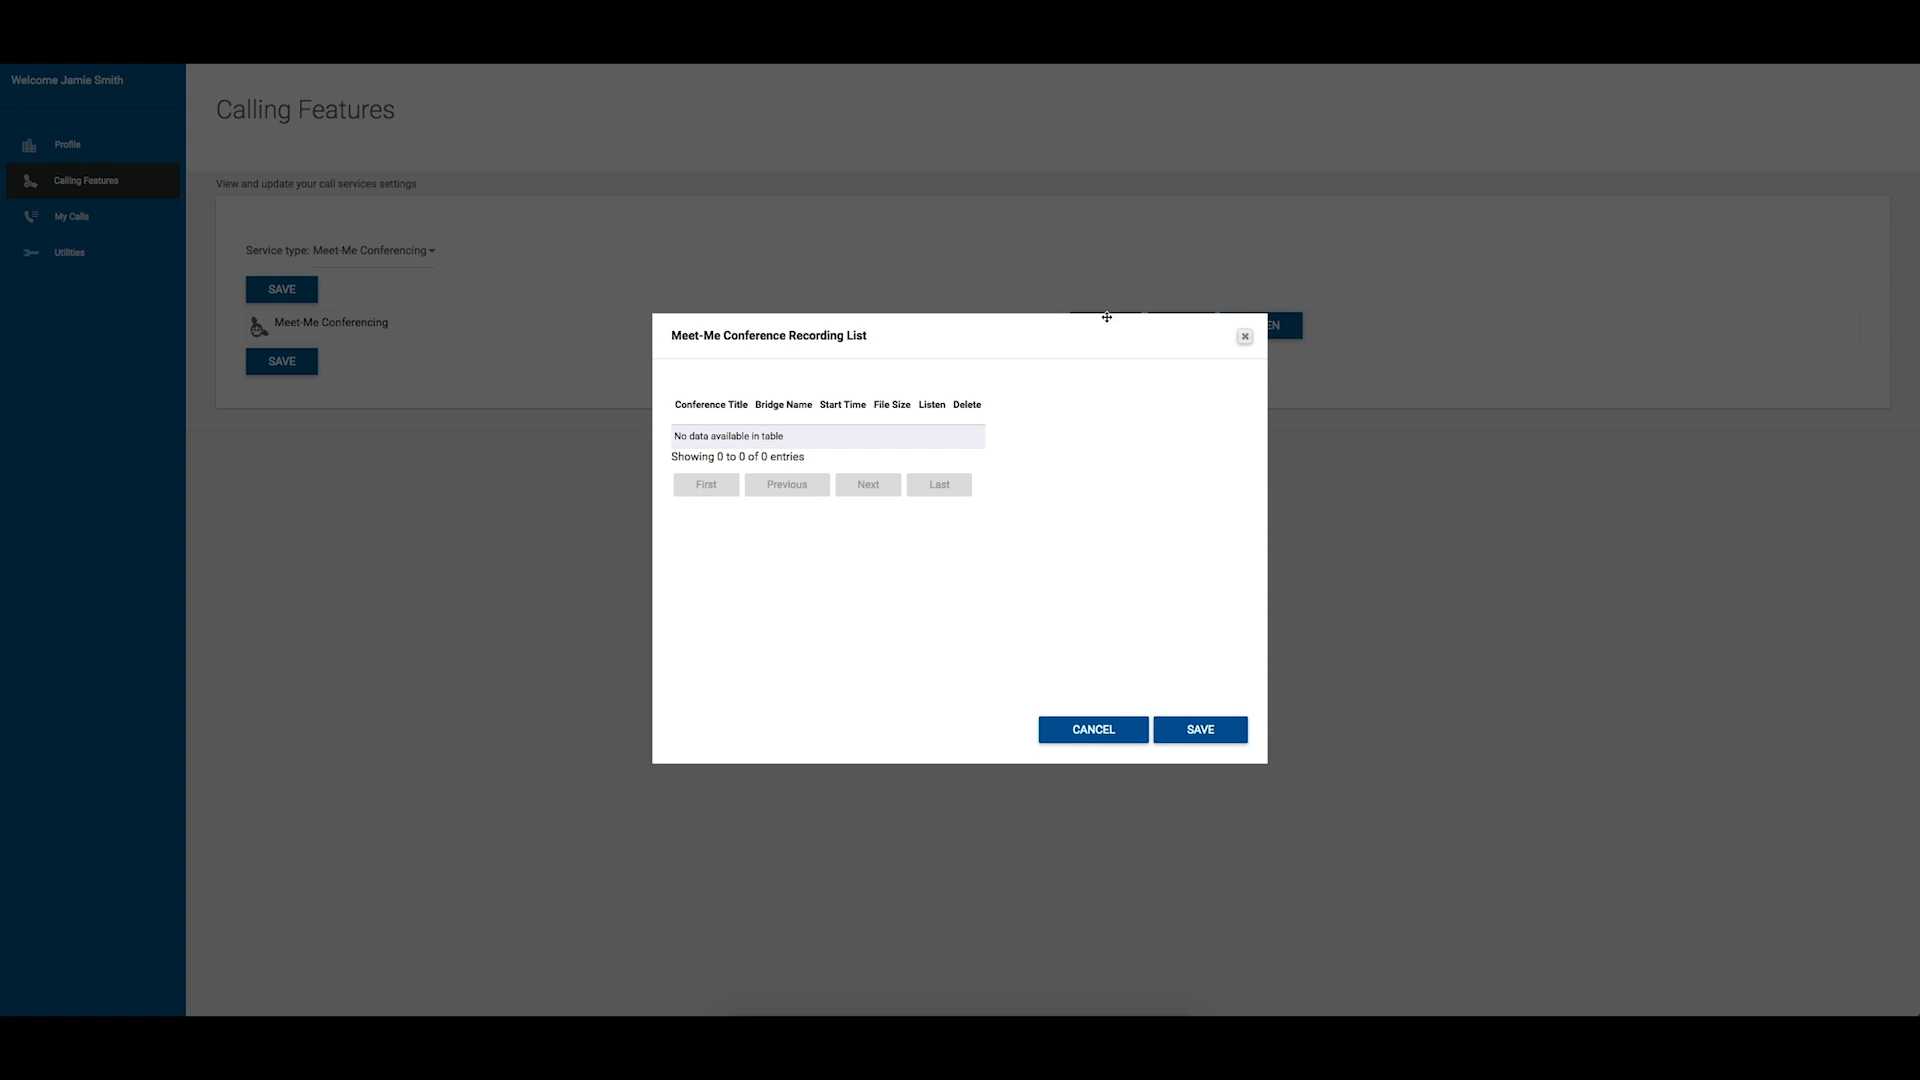 Welcome Jamie Smith
Profile
Calling Features
My Calls
Utilities
Calling Features
View and update your call services settings
Service type: Meet-Me Conferencing
SAVE
Meet-Me Conferencing
SAVE
Meet-Me Conference Recording List
Conference Title Bridge Name Start Time File Size Listen Delete
No data available in table
Showing 0 to 0 of 0 entries
First Previous Next Last
CANCEL SAVE